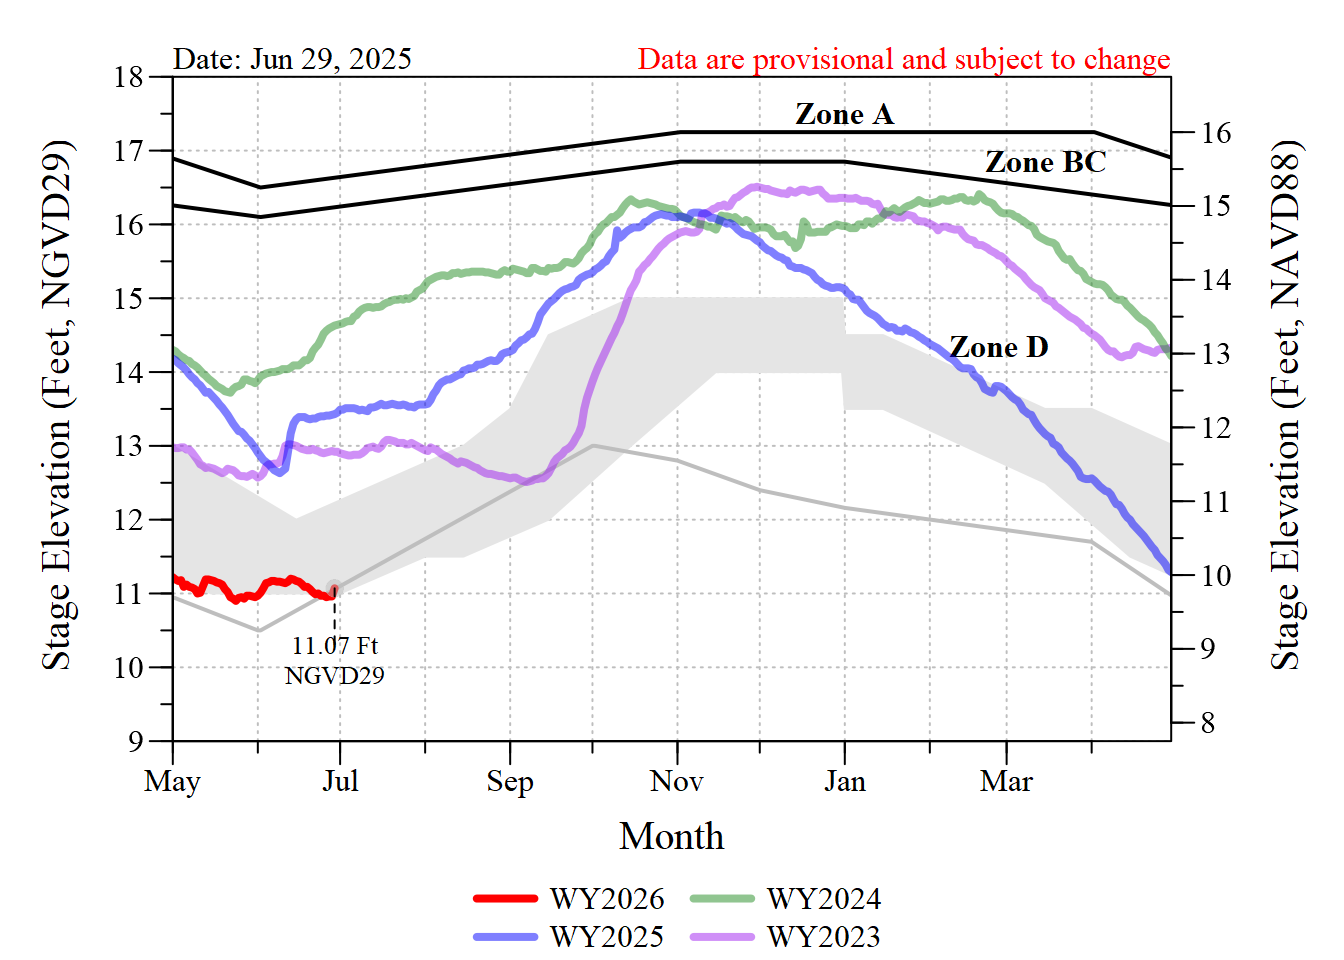 Date: Jun 29, 2025
Data are provisional and subject to change
18
17
16
15
14
13
12
11
10
9
Stage Elevation (Feet, NGVD29)
16
15
14
13
12
11
10
9
8
Stage Elevation (Feet, NAVD88)
Zone A
Zone BC
Zone D
11.07 Ft
NGVD29
May Jul Sep Nov Jan Mar
Month
WY2026 WY2024
WY2025 WY2023